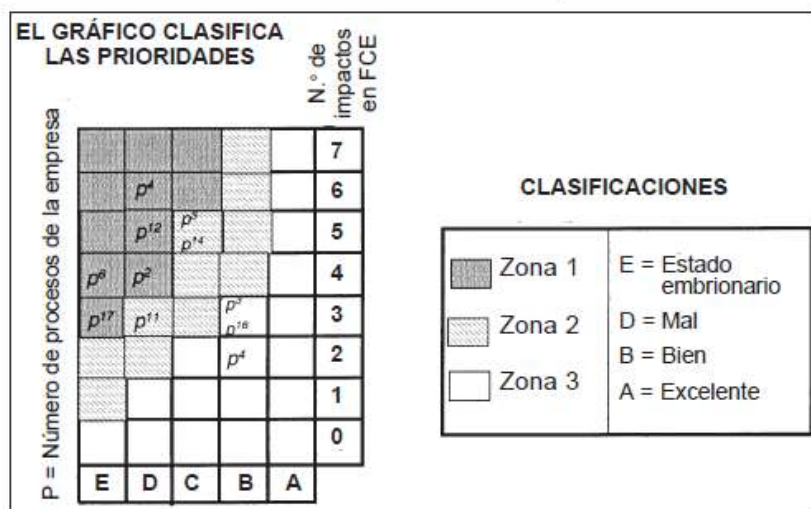 EL GRÁFICO CLASIFICA
LAS PRIORIDADES
N.º de
impactos
en FCE
P = Número de procesos de la empresa
7
p4 6
p12 p3 5
p14
p8 p2 4
p17 p11 p3 3
p16
p4 2
1
0
E D C B A
CLASIFICACIONES
Zona 1
Zona 2
Zona 3
E = Estado
embrionario
D = Mal
B = Bien
A = Excelente